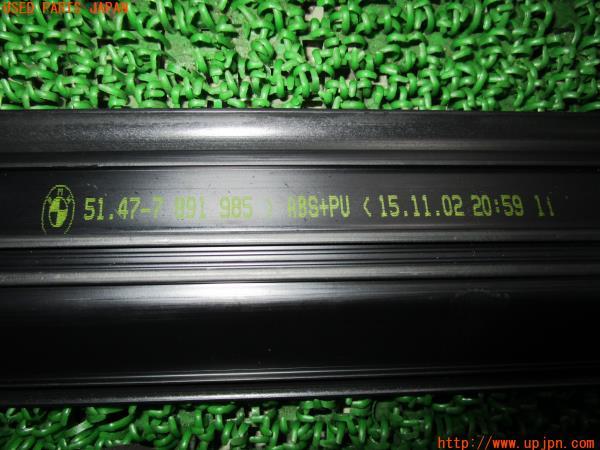 USED PARTS JAPAN
51.47-7 891 985 > ABS+PU < 15.11.02 20:59 11
http://www.upjpn.com